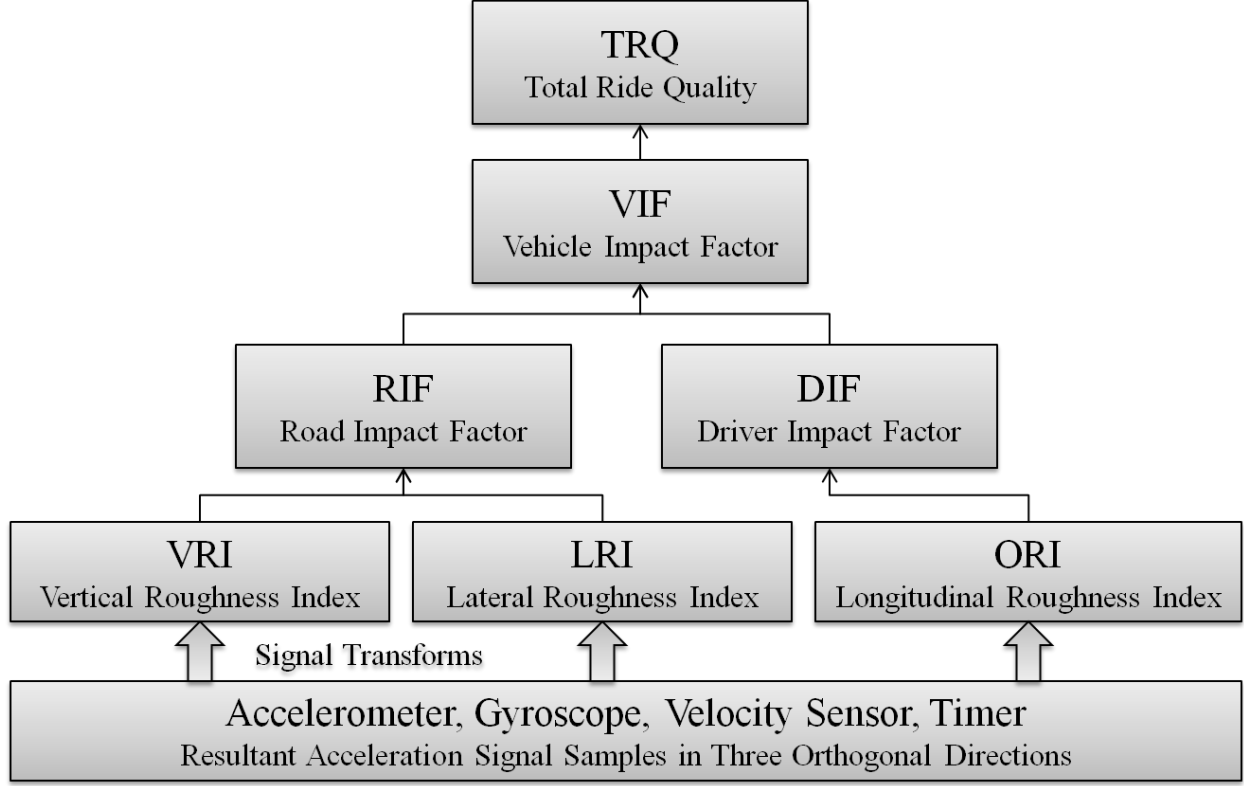 TRQ
Total Ride Quality
VIF
Vehicle Impact Factor
RIF
Road Impact Factor
DIF
Driver Impact Factor
VRI
Vertical Roughness Index
LRI
Lateral Roughness Index
ORI
Longitudinal Roughness Index
Signal Transforms
Accelerometer, Gyroscope, Velocity Sensor, Timer
Resultant Acceleration Signal Samples in Three Orthogonal Directions